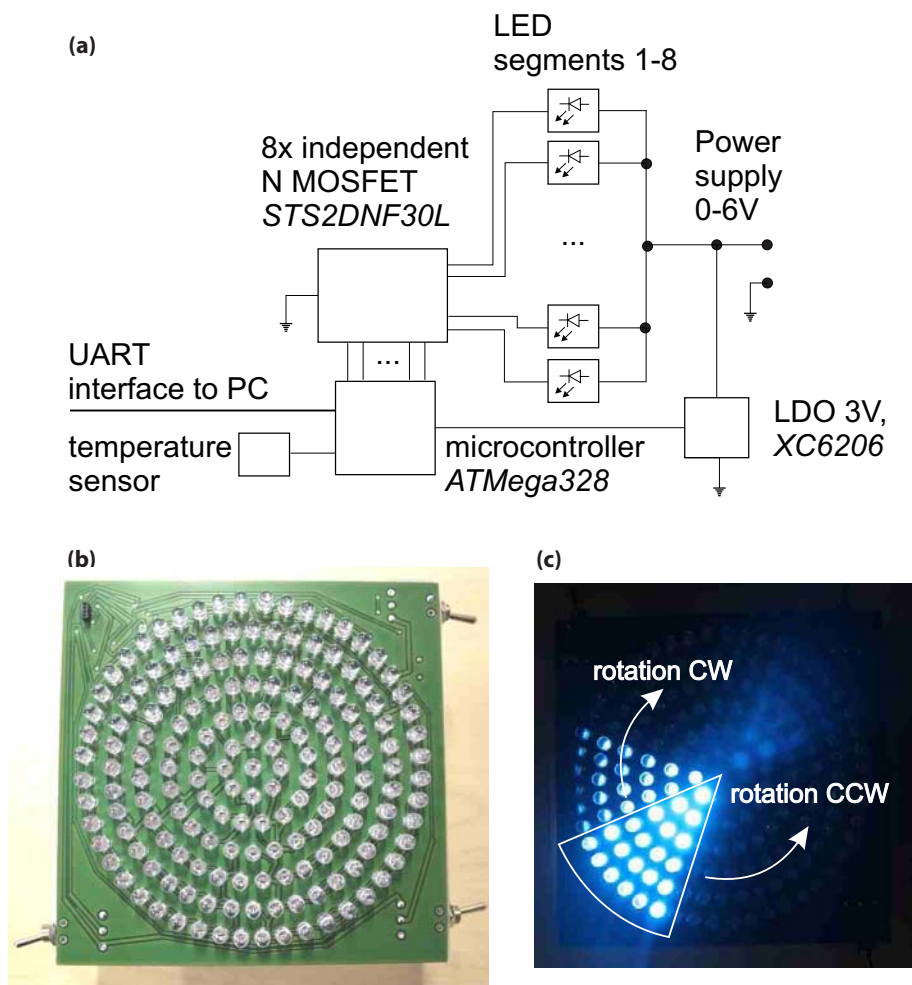 (a)
LED
segments 1-8
8x independent
N MOSFET
STS2DNF30L
Power
supply
0-6V
...
...
UART
interface to PC
temperature
sensor
microcontroller
ATMega328
LDO 3V,
XC6206
(b)
(c)
rotation CW
rotation CCW